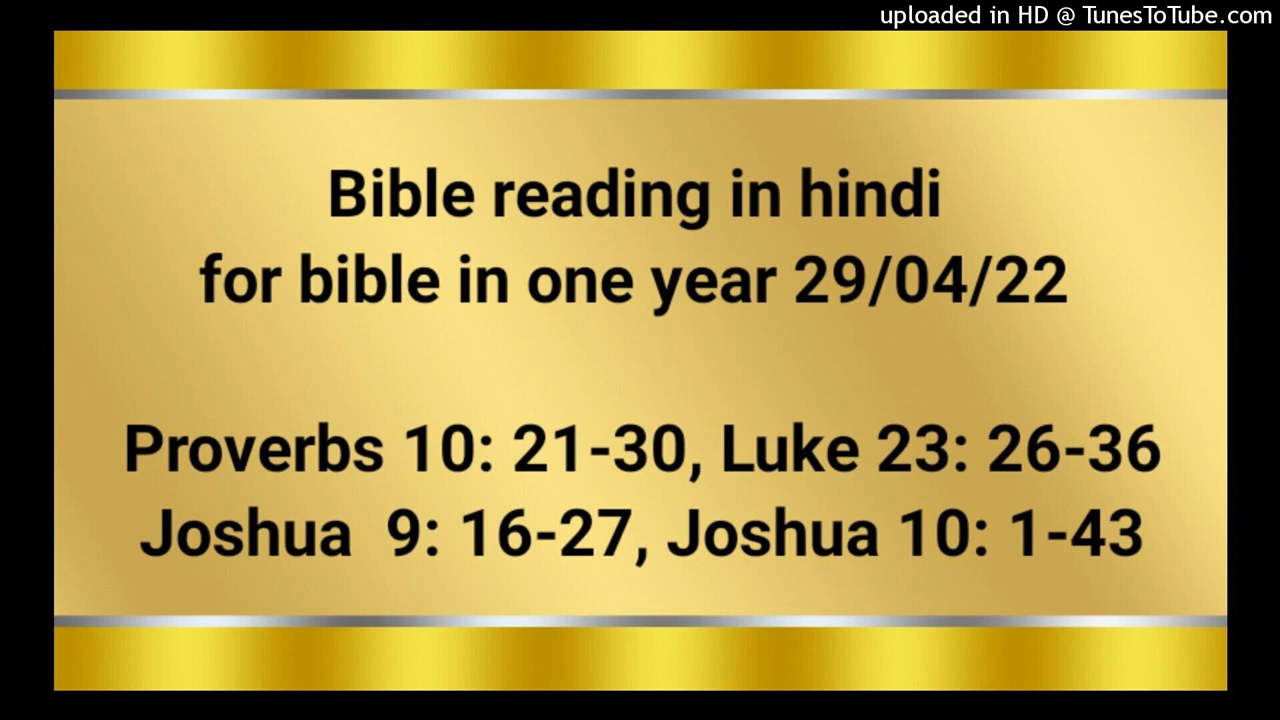 uploaded in HD @ TunesToTube.com
Bible reading in hindi
for bible in one year 29/04/22
Proverbs 10: 21-30, Luke 23: 26-36
Joshua  9: 16-27, Joshua 10: 1-43